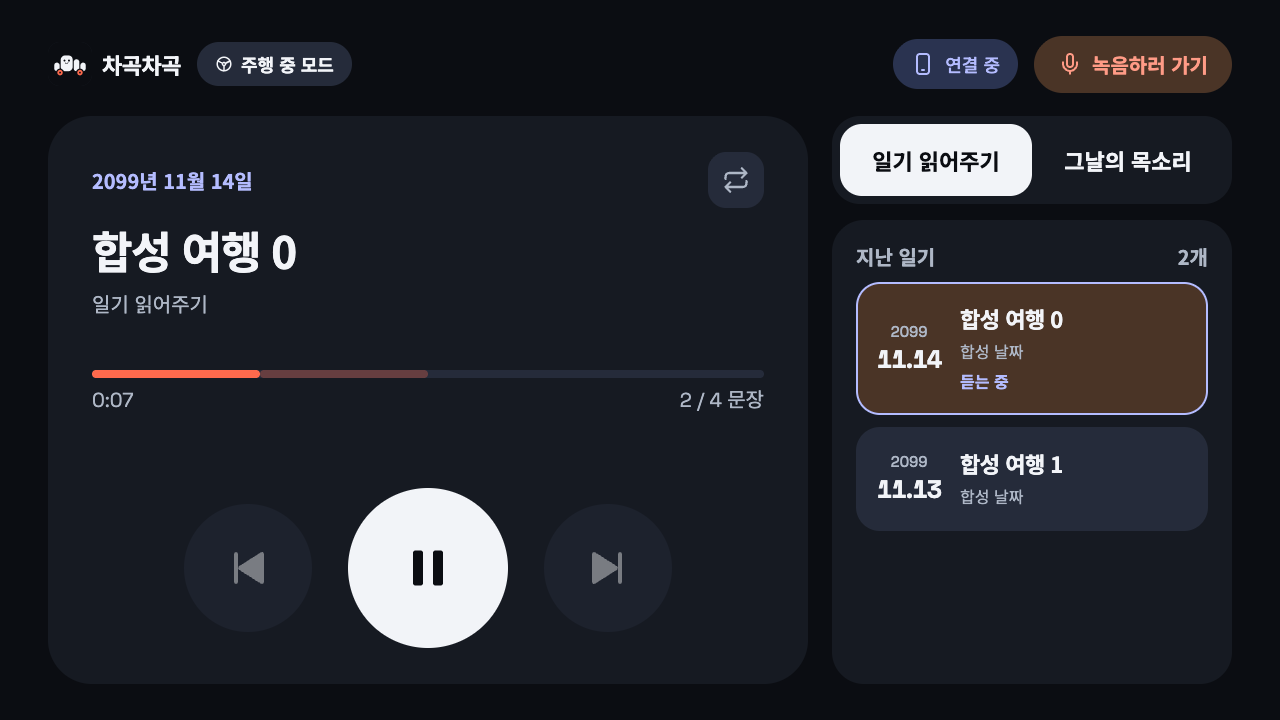 차곡차곡
주행 중 모드
연결 중
녹음하러 가기
2099년 11월 14일
합성 여행 0
일기 읽어주기
0:07
2 / 4 문장
일기 읽어주기
그날의 목소리
지난 일기
2개
2099
11.14
합성 여행 0
합성 날짜
듣는 중
2099
11.13
합성 여행 1
합성 날짜